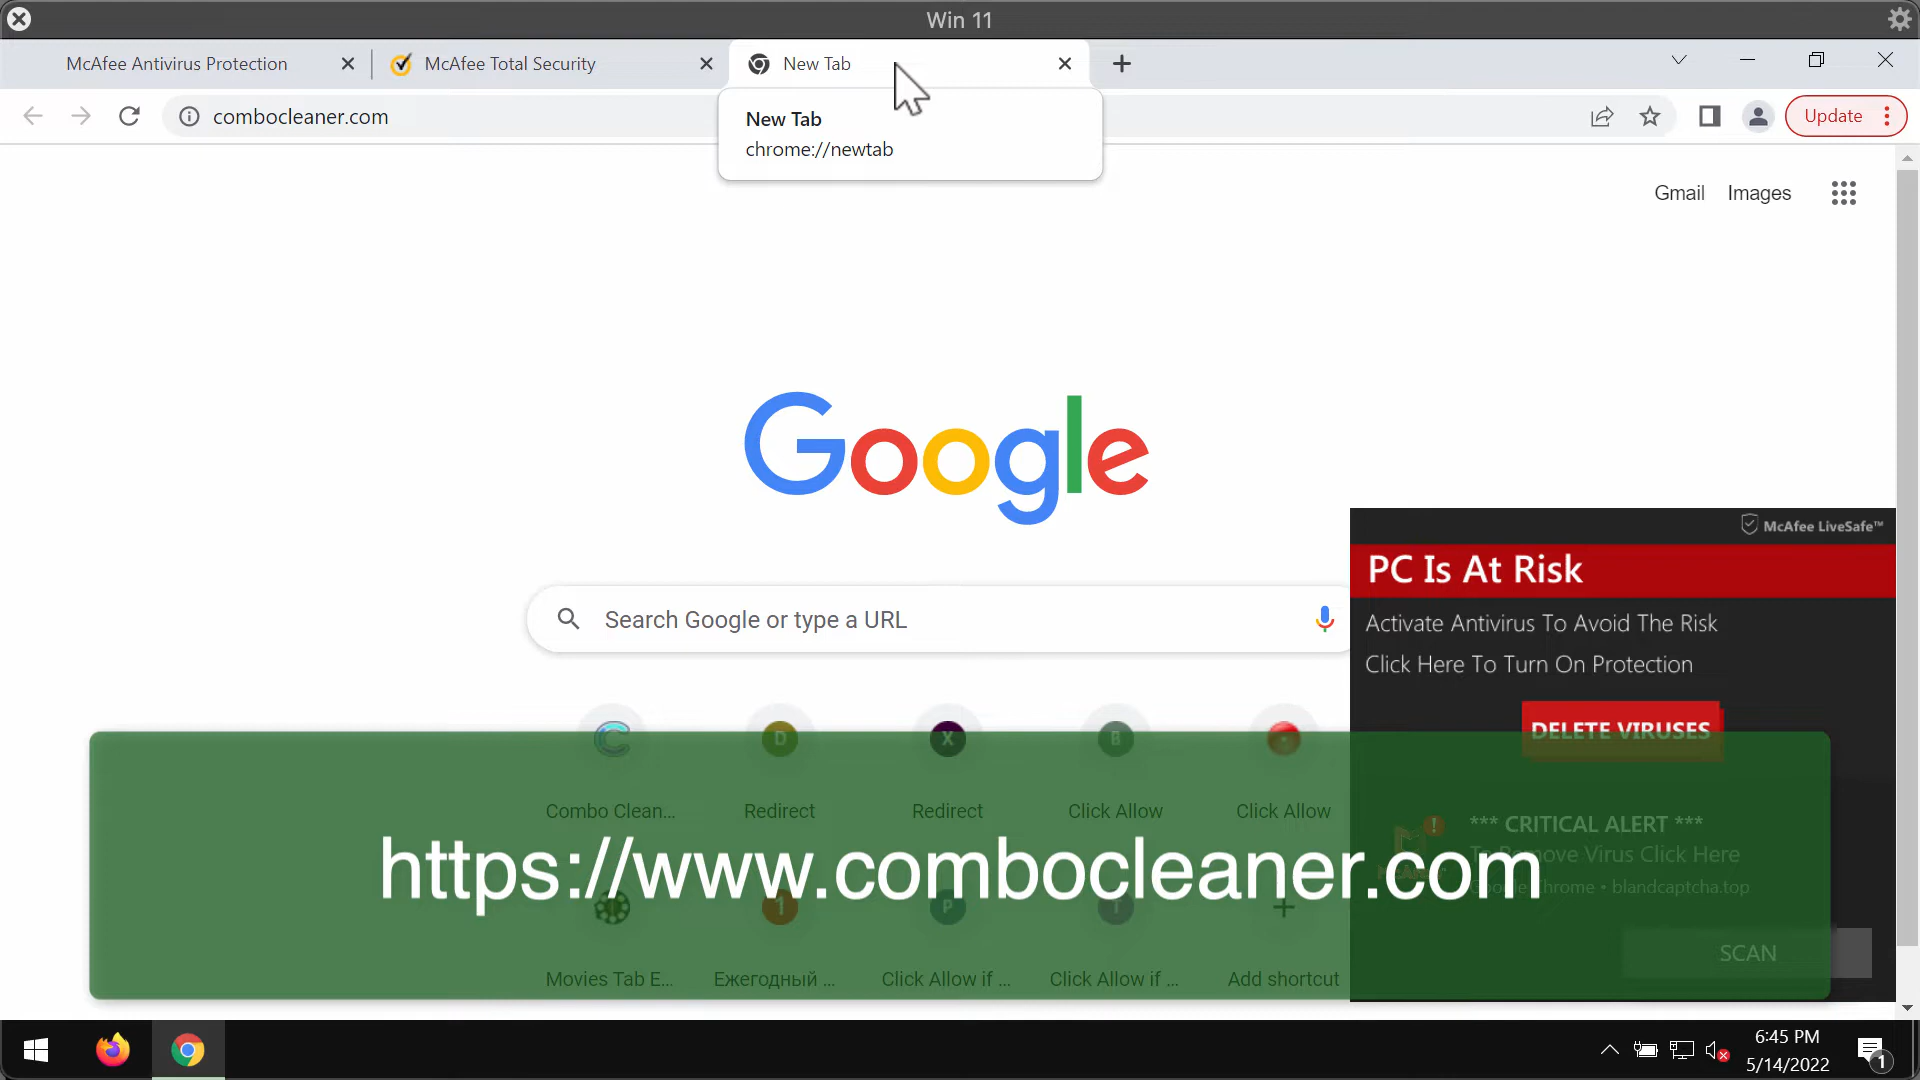 Win 11
McAfee Antivirus Protection
McAfee Total Security
New Tab
combocleaner.com
New Tab
chrome://newtab
Update
Gmail Images
Google
Search Google or type a URL
McAfee LiveSafe™
PC Is At Risk
Activate Antivirus To Avoid The Risk
Click Here To Turn On Protection
DELETE VIRUSES
C D X B
Combo Clean... Redirect Redirect Click Allow Click Allow
*** CRITICAL ALERT ***
To Remove Virus Click Here
Google Chrome • blandcaptcha.top
https://www.combocleaner.com
1 P T
SCAN
Movies Tab E... Ежегодный ... Click Allow if ... Click Allow if ... Add shortcut
6:45 PM
5/14/2022
1